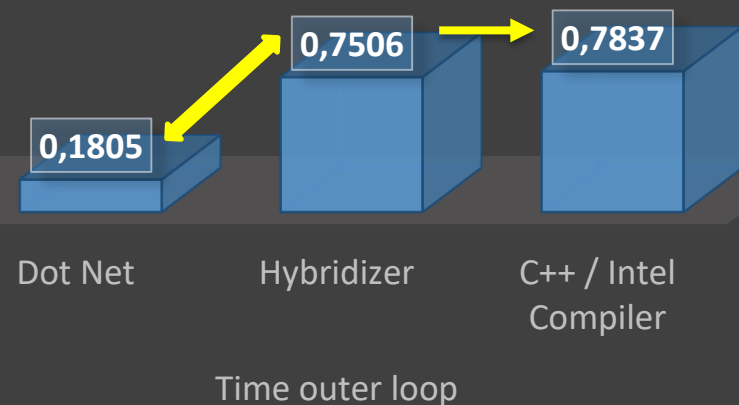 0,1805
0,7506
0,7837
Dot Net
Hybridizer
C++ / Intel
Compiler
Time outer loop